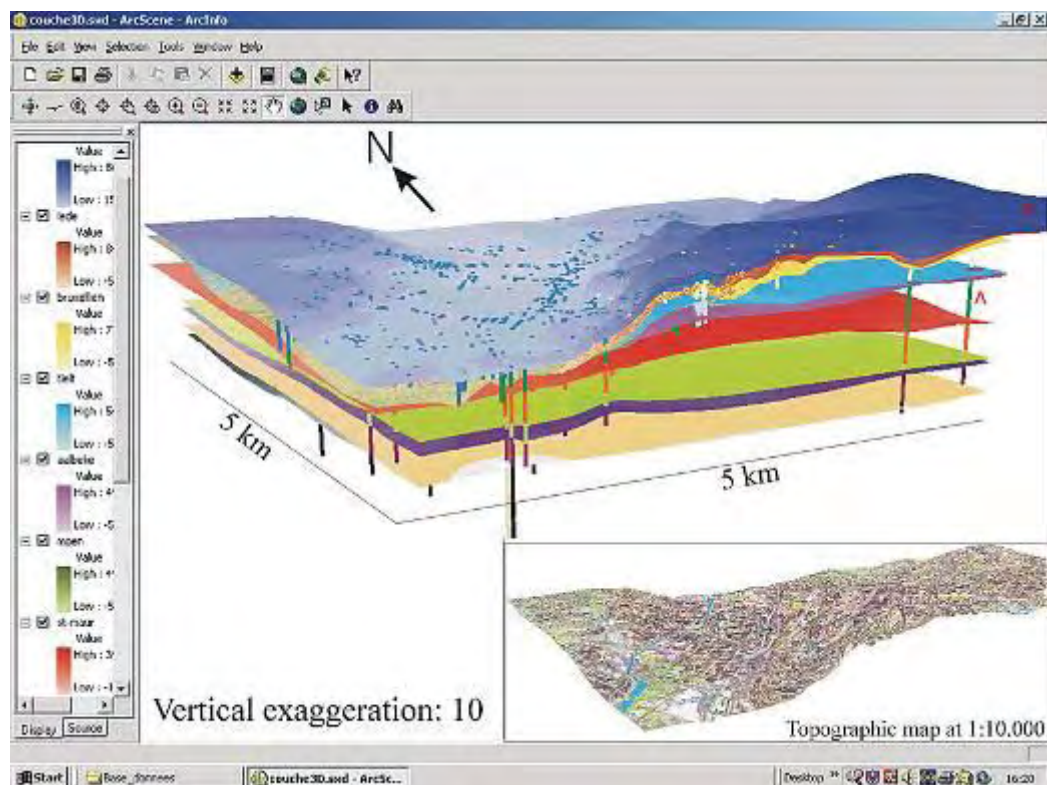 couche3D.sxd - ArcScene - ArcInfo
File Edit View Selection Tools Window Help
Value
High : 8
Low : 15
lede
Value
High : 8
Low : -5
bruxellien
Value
High : 7
Low : -5
tielt
Value
High : 5
Low : -5
aalbeke
Value
High : 4
Low : -5
moen
Value
High : 4
Low : -5
st-maur
Value
High : 3
Low : -1
Display Source
N
A
5 km
5 km
Vertical exaggeration: 10
Topographic map at 1:10.000
Start
Base_donnees
couche3D.sxd - ArcSc...
Desktop
16:20